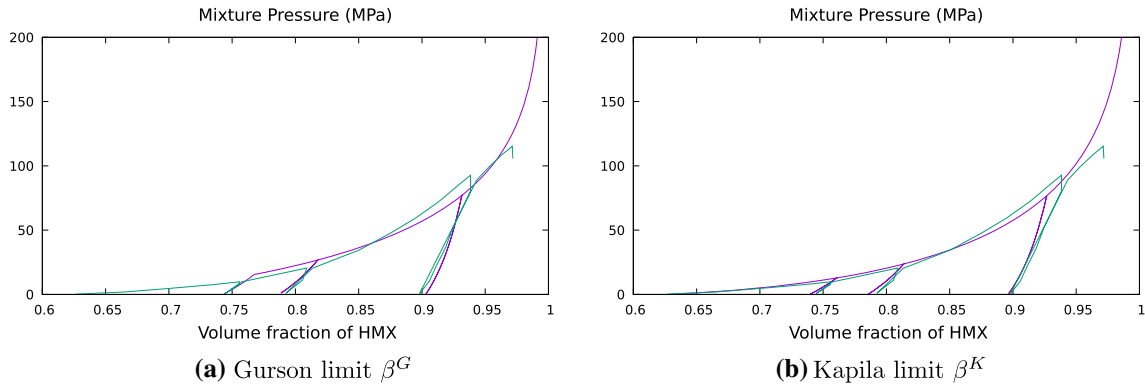 Mixture Pressure (MPa)
200
150
100
50
0
0.6 0.65 0.7 0.75 0.8 0.85 0.9 0.95 1
Volume fraction of HMX
(a) Gurson limit β^G
Mixture Pressure (MPa)
200
150
100
50
0
0.6 0.65 0.7 0.75 0.8 0.85 0.9 0.95 1
Volume fraction of HMX
(b) Kapila limit β^K